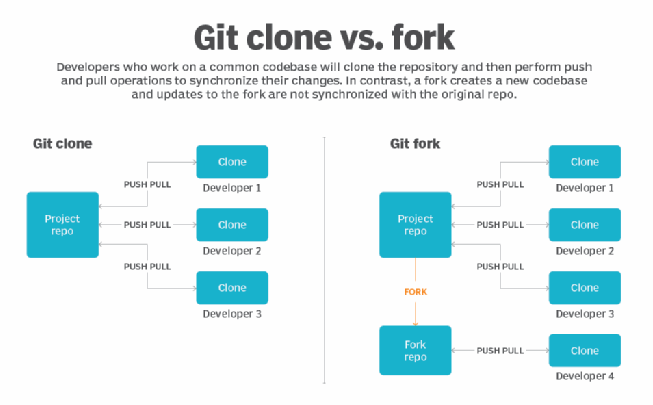 Git clone vs. fork
Developers who work on a common codebase will clone the repository and then perform push
and pull operations to synchronize their changes. In contrast, a fork creates a new codebase
and updates to the fork are not synchronized with the original repo.
Git clone
Project
repo
PUSH PULL
Clone
Developer 1
PUSH PULL
Clone
Developer 2
PUSH PULL
Clone
Developer 3
Git fork
Project
repo
PUSH PULL
Clone
Developer 1
PUSH PULL
Clone
Developer 2
PUSH PULL
Clone
Developer 3
FORK
Fork
repo
PUSH PULL
Clone
Developer 4